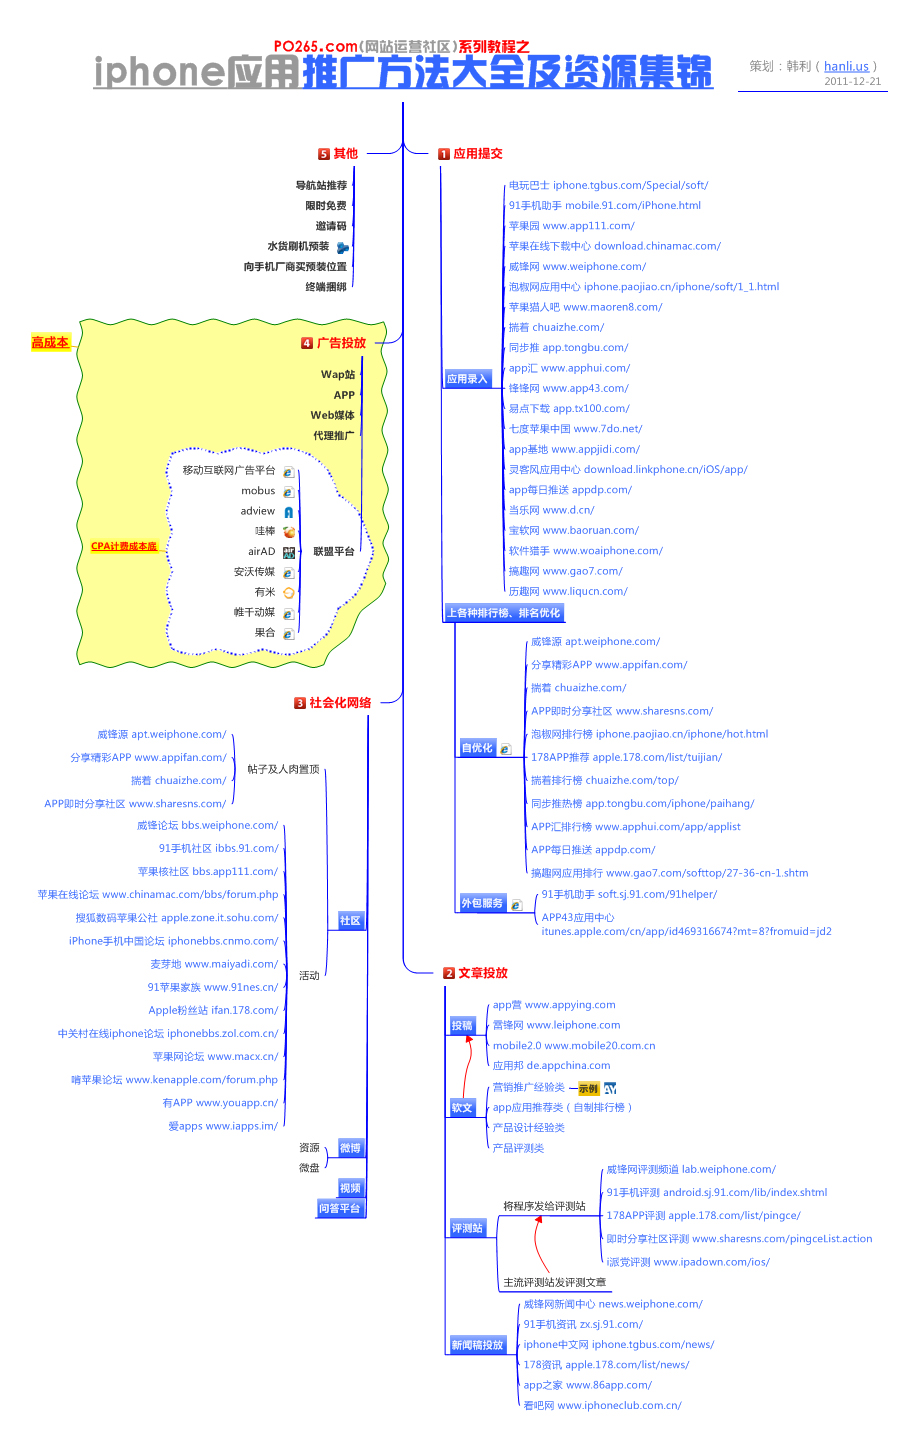 PO265.com(网站运营社区)系列教程之
iphone应用推广方法大全及资源集锦
策划：韩利（hanli.us）
2011-12-21
1 应用提交
应用录入
电玩巴士 iphone.tgbus.com/Special/soft/
91手机助手 mobile.91.com/iPhone.html
苹果园 www.app111.com/
苹果在线下载中心 download.chinamac.com/
威锋网 www.weiphone.com/
泡椒网应用中心 iphone.paojiao.cn/iphone/soft/1_1.html
苹果猎人吧 www.maoren8.com/
揣着 chuaizhe.com/
同步推 app.tongbu.com/
app汇 www.apphui.com/
锋锋网 www.app43.com/
易点下载 app.tx100.com/
七度苹果中国 www.7do.net/
app基地 www.appjidi.com/
灵客风应用中心 download.linkphone.cn/iOS/app/
app每日推送 appdp.com/
当乐网 www.d.cn/
宝软网 www.baoruan.com/
软件猎手 www.woaiphone.com/
搞趣网 www.gao7.com/
历趣网 www.liqucn.com/
上各种排行榜、排名优化
自优化
威锋源 apt.weiphone.com/
分享精彩APP www.appifan.com/
揣着 chuaizhe.com/
APP即时分享社区 www.sharesns.com/
泡椒网排行榜 iphone.paojiao.cn/iphone/hot.html
178APP推荐 apple.178.com/list/tuijian/
揣着排行榜 chuaizhe.com/top/
同步推热榜 app.tongbu.com/iphone/paihang/
APP汇排行榜 www.apphui.com/app/applist
APP每日推送 appdp.com/
搞趣网应用排行 www.gao7.com/softtop/27-36-cn-1.shtm
外包服务
91手机助手 soft.sj.91.com/91helper/
APP43应用中心
itunes.apple.com/cn/app/id469316674?mt=8?fromuid=jd2
2 文章投放
投稿
app营 www.appying.com
雷锋网 www.leiphone.com
mobile2.0 www.mobile20.com.cn
应用邦 de.appchina.com
软文
营销推广经验类 示例
app应用推荐类（自制排行榜）
产品设计经验类
产品评测类
评测站
将程序发给评测站
威锋网评测频道 lab.weiphone.com/
91手机评测 android.sj.91.com/lib/index.shtml
178APP评测 apple.178.com/list/pingce/
即时分享社区评测 www.sharesns.com/pingceList.action
i派党评测 www.ipadown.com/ios/
主流评测站发评测文章
新闻稿投放
威锋网新闻中心 news.weiphone.com/
91手机资讯 zx.sj.91.com/
iphone中文网 iphone.tgbus.com/news/
178资讯 apple.178.com/list/news/
app之家 www.86app.com/
看吧网 www.iphoneclub.com.cn/
3 社会化网络
社区
帖子及人肉置顶
威锋源 apt.weiphone.com/
分享精彩APP www.appifan.com/
揣着 chuaizhe.com/
APP即时分享社区 www.sharesns.com/
活动
威锋论坛 bbs.weiphone.com/
91手机社区 ibbs.91.com/
苹果核社区 bbs.app111.com/
苹果在线论坛 www.chinamac.com/bbs/forum.php
搜狐数码苹果公社 apple.zone.it.sohu.com/
iPhone手机中国论坛 iphonebbs.cnmo.com/
麦芽地 www.maiyadi.com/
91苹果家族 www.91nes.cn/
Apple粉丝站 ifan.178.com/
中关村在线iphone论坛 iphonebbs.zol.com.cn/
苹果网论坛 www.macx.cn/
啃苹果论坛 www.kenapple.com/forum.php
有APP www.youapp.cn/
爱apps www.iapps.im/
微博
资源
微盘
视频
问答平台
4 广告投放
高成本
Wap站
APP
Web媒体
代理推广
联盟平台
CPA计费成本底
移动互联网广告平台
mobus
adview
哇棒
airAD
安沃传媒
有米
帷千动媒
果合
5 其他
导航站推荐
限时免费
邀请码
水货刷机预装
向手机厂商买预装位置
终端捆绑